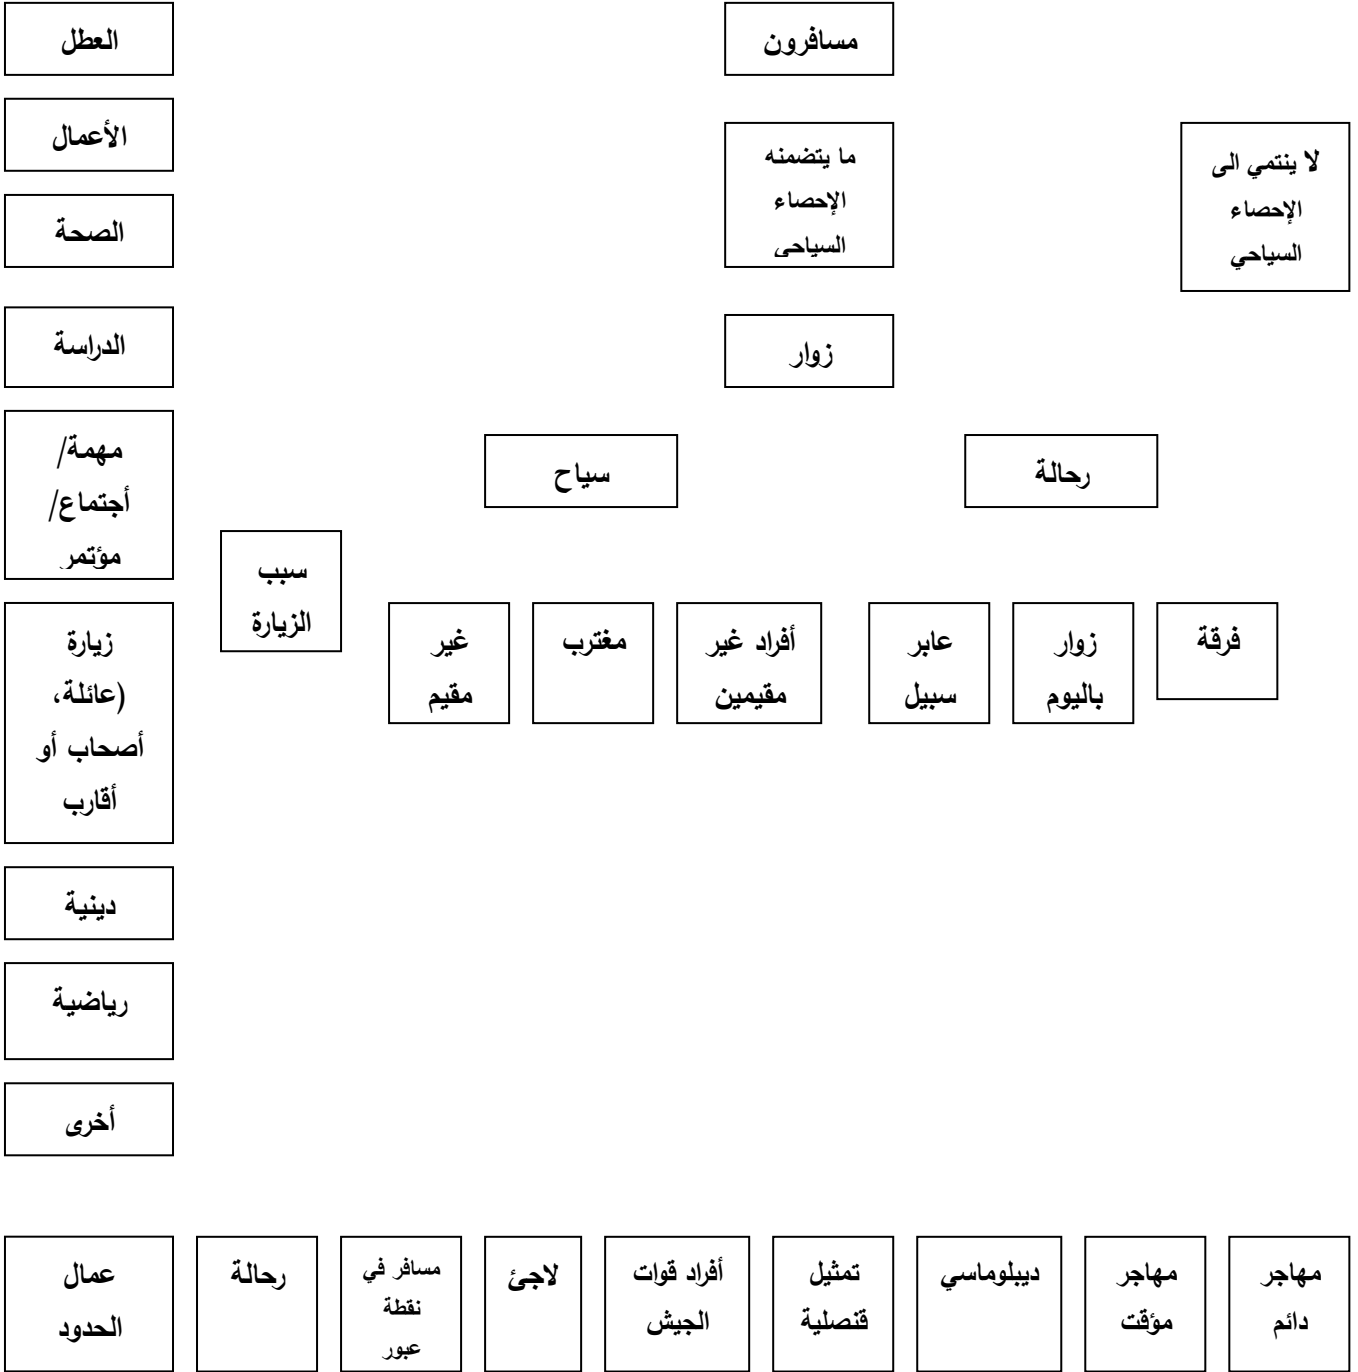 العطل
مسافرون
الأعمال
ما يتضمنه
الإحصاء
السياحي
لا ينتمي الى
الإحصاء
السياحي
الصحة
الدراسة
زوار
مهمة/
أجتماع/
مؤتمر
سياح
رحالة
سبب
الزيارة
زيارة
(عائلة،
أصحاب أو
أقارب
غير
مقيم
مغترب
أفراد غير
مقيمين
عابر
سبيل
زوار
باليوم
فرقة
دينية
رياضية
أخرى
عمال
الحدود
رحالة
مسافر في
نقطة
عبور
لاجئ
أفراد قوات
الجيش
تمثيل
قنصلية
ديبلوماسي
مهاجر
مؤقت
مهاجر
دائم